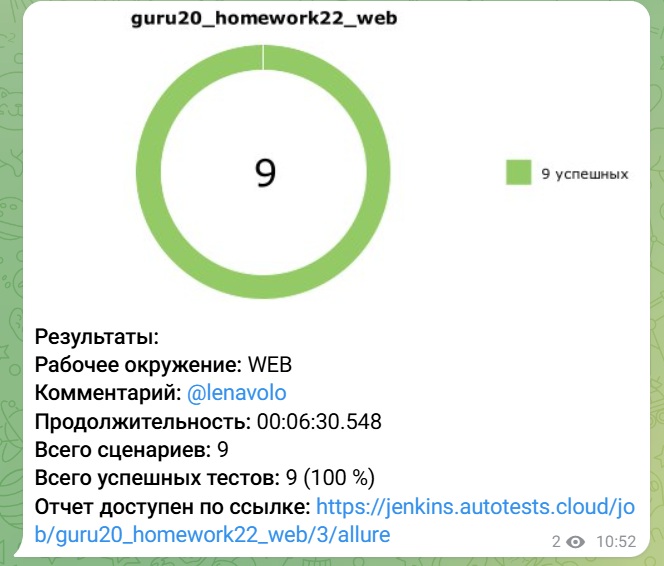 guru20_homework22_web
9
9 успешных
Результаты:
Рабочее окружение: WEB
Комментарий: @lenavolo
Продолжительность: 00:06:30.548
Всего сценариев: 9
Всего успешных тестов: 9 (100 %)
Отчет доступен по ссылке: https://jenkins.autotests.cloud/jo
b/guru20_homework22_web/3/allure
2 10:52